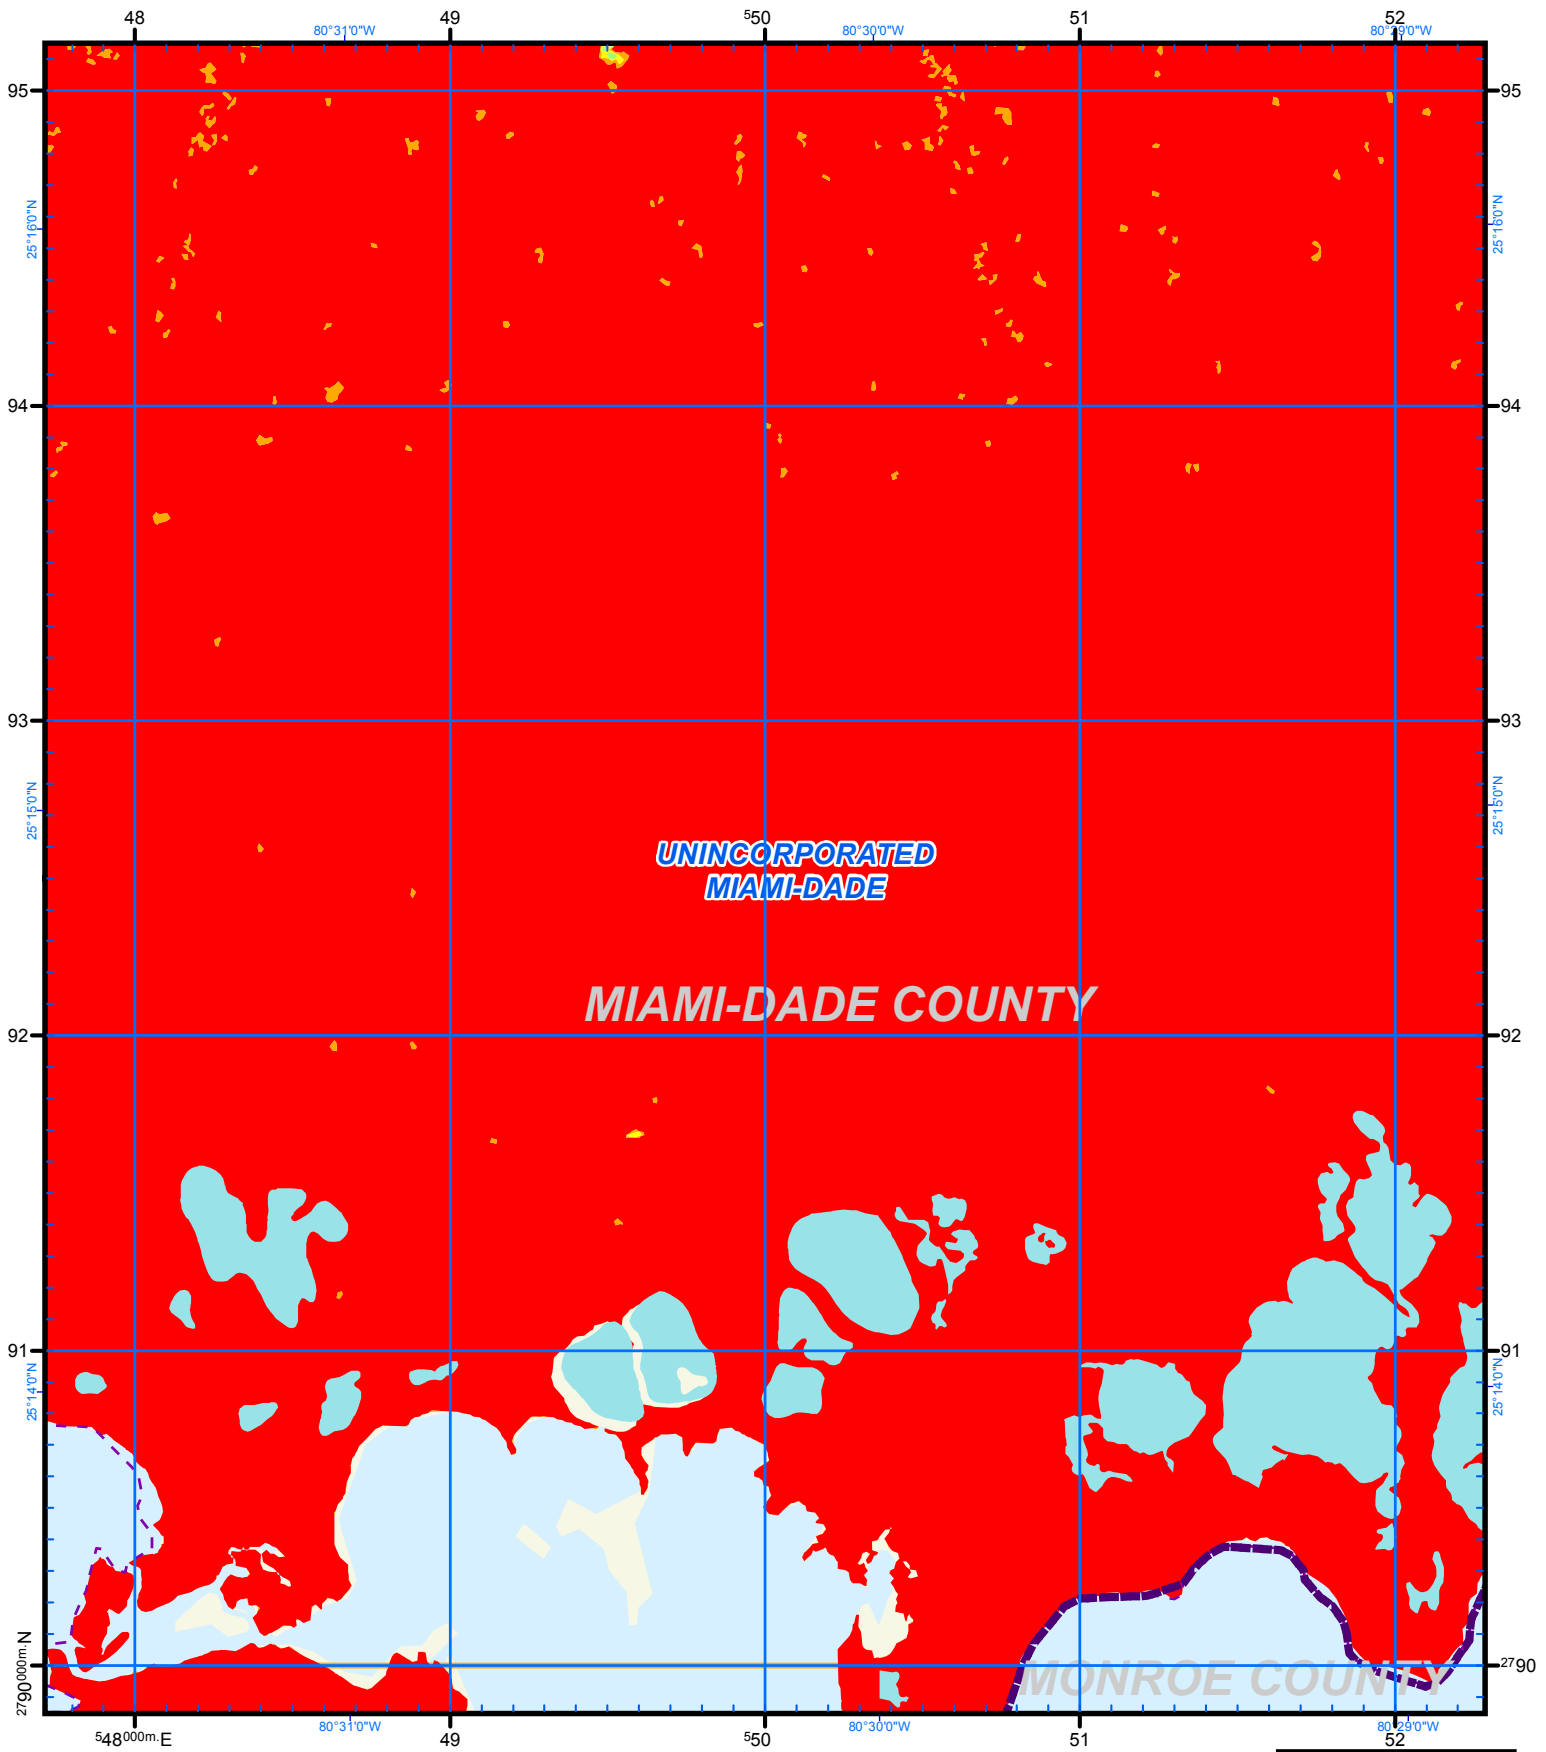 48 49 ⁵50 51 52
80°31'0"W 80°30'0"W 80°29'0"W
95 95
25°16'0"N 25°16'0"N
94 94
93 93
25°15'0"N 25°15'0"N
UNINCORPORATED
MIAMI-DADE
MIAMI-DADE COUNTY
92 92
91 91
25°14'0"N 25°14'0"N
²⁷90⁰⁰⁰ᵐ·N ²⁷90
MONROE COUNTY
80°31'0"W 80°30'0"W 80°29'0"W
⁵48⁰⁰⁰ᵐ·E 49 ⁵50 51 52